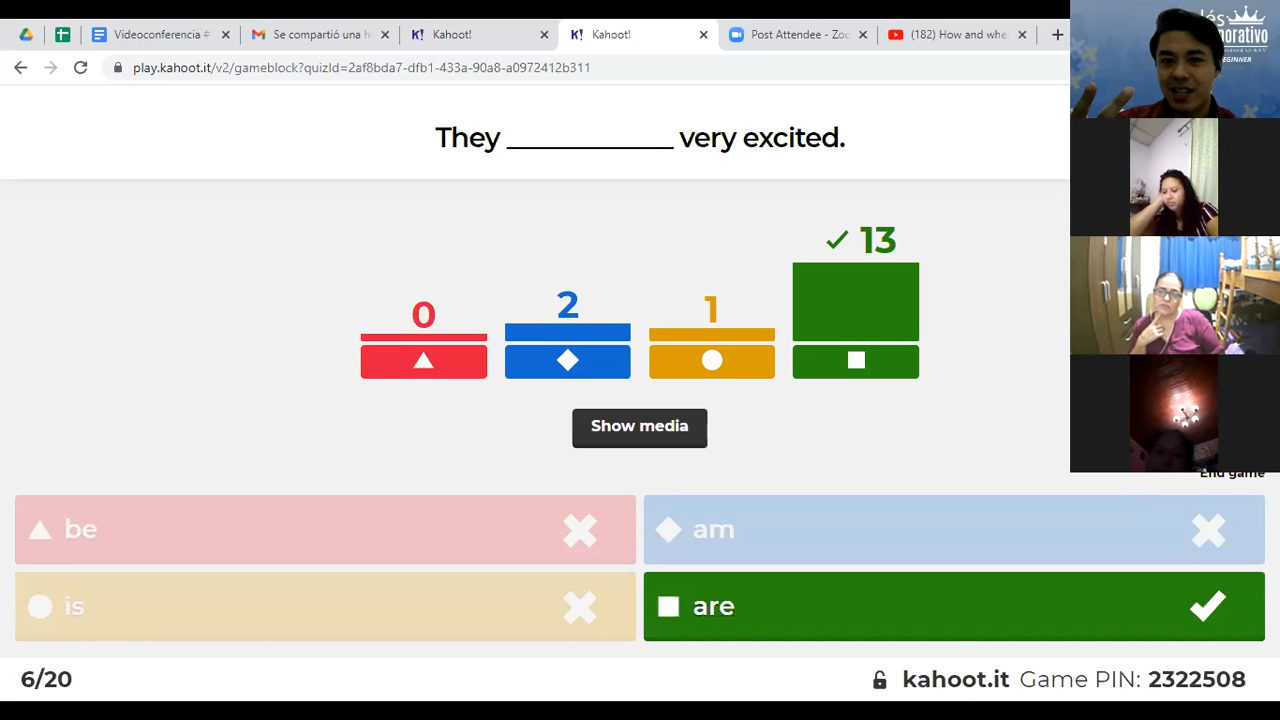 Videoconferencia #
Se compartió una h
Kahoot!
Kahoot!
Post Attendee - Zoo
(182) How and whe
play.kahoot.it/v2/gameblock?quizId=2af8bda7-dfb1-433a-90a8-a0972412b311
They ____________ very excited.
0
2
1
13
Show media
End game
be
am
is
are
6/20
kahoot.it Game PIN: 2322508